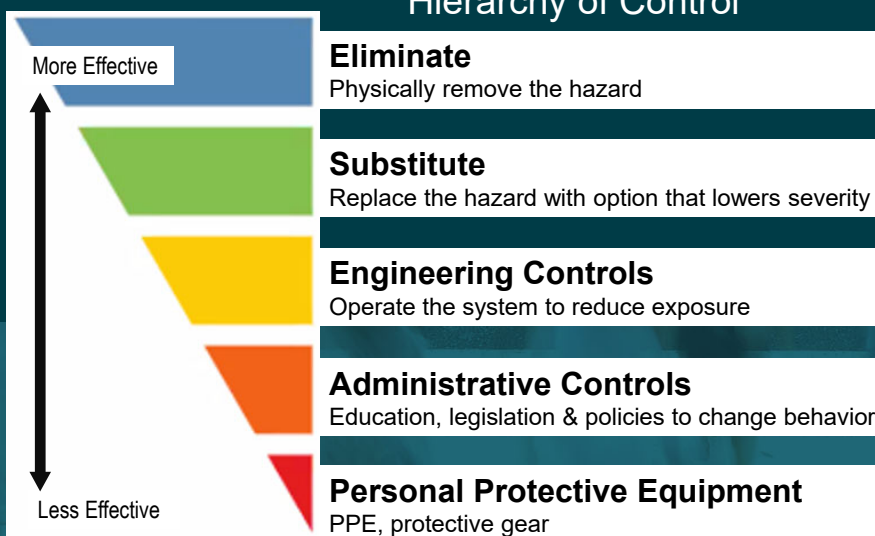 Hierarchy of Control
More Effective
Eliminate
Physically remove the hazard
Substitute
Replace the hazard with option that lowers severity
Engineering Controls
Operate the system to reduce exposure
Administrative Controls
Education, legislation & policies to change behavior
Less Effective
Personal Protective Equipment
PPE, protective gear